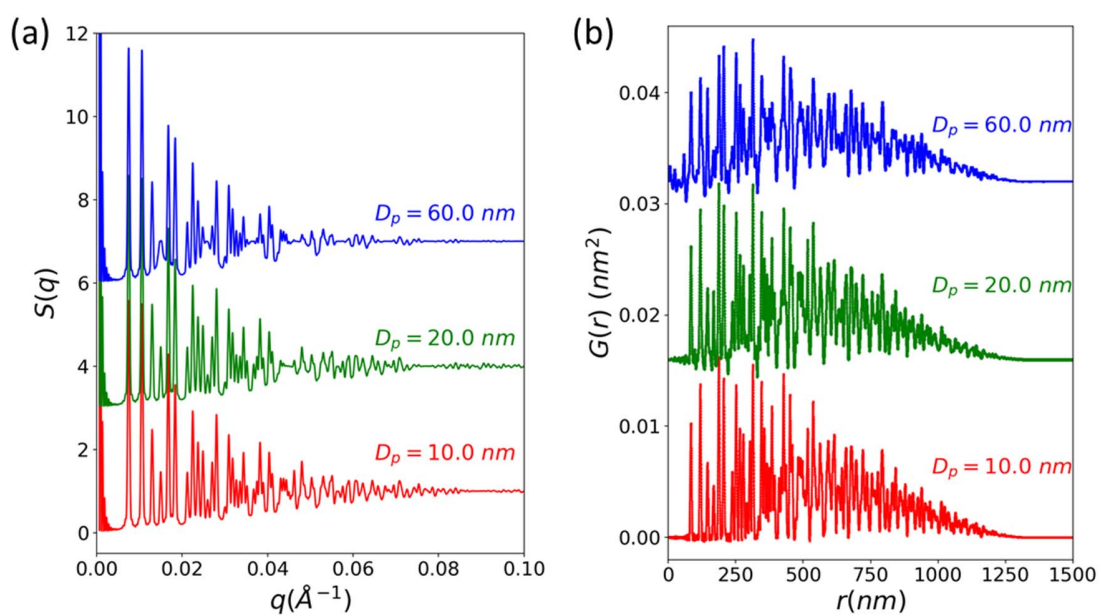 (a)
12
10
8
6
4
2
0
S(q)
D_p = 60.0 nm
D_p = 20.0 nm
D_p = 10.0 nm
0.00 0.02 0.04 0.06 0.08 0.10
q(Å⁻¹)
(b)
0.04
0.03
0.02
0.01
0.00
G(r) (nm²)
D_p = 60.0 nm
D_p = 20.0 nm
D_p = 10.0 nm
0 250 500 750 1000 1250 1500
r(nm)